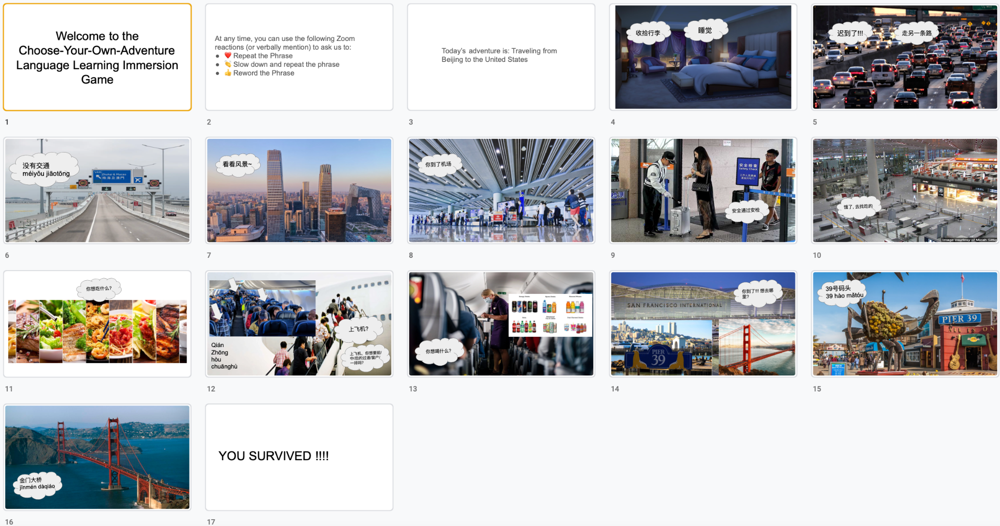 Welcome to the
Choose-Your-Own-Adventure
Language Learning Immersion
Game
1
At any time, you can use the following Zoom
reactions (or verbally mention) to ask us to:
● ❤️ Repeat the Phrase
● 👏 Slow down and repeat the phrase
● 👍 Reword the Phrase
2
Today's adventure is: Traveling from
Beijing to the United States
3
收拾行李
睡觉
4
迟到了!!!
走另一条路
5
没有交通
méiyǒu jiāotōng
Zhuhai & Macao
珠海及澳門
80
80
6
看看风景~
7
你到了机场
8
安全检查
Safety Check
安全通过安检
9
饿了, 去找吃的
Image courtesy of Micah Sittig
10
你想吃什么?
11
上飞机?
Qián
Zhōng
hòu
chuānghù
上飞机，你想要前/
中/后的过道/窗户/
一排吗?
12
你想喝什么?
Energy Drinks
Sports Drinks
13
你到了!!! 想去哪
里?
SAN FRANCISCO INTERNATIONAL
PIER
39
14
39号码头
39 hào mǎtóu
PIER 39
ALL IS ON
15
金门大桥
jīnmén dàqiáo
16
YOU SURVIVED !!!!
17